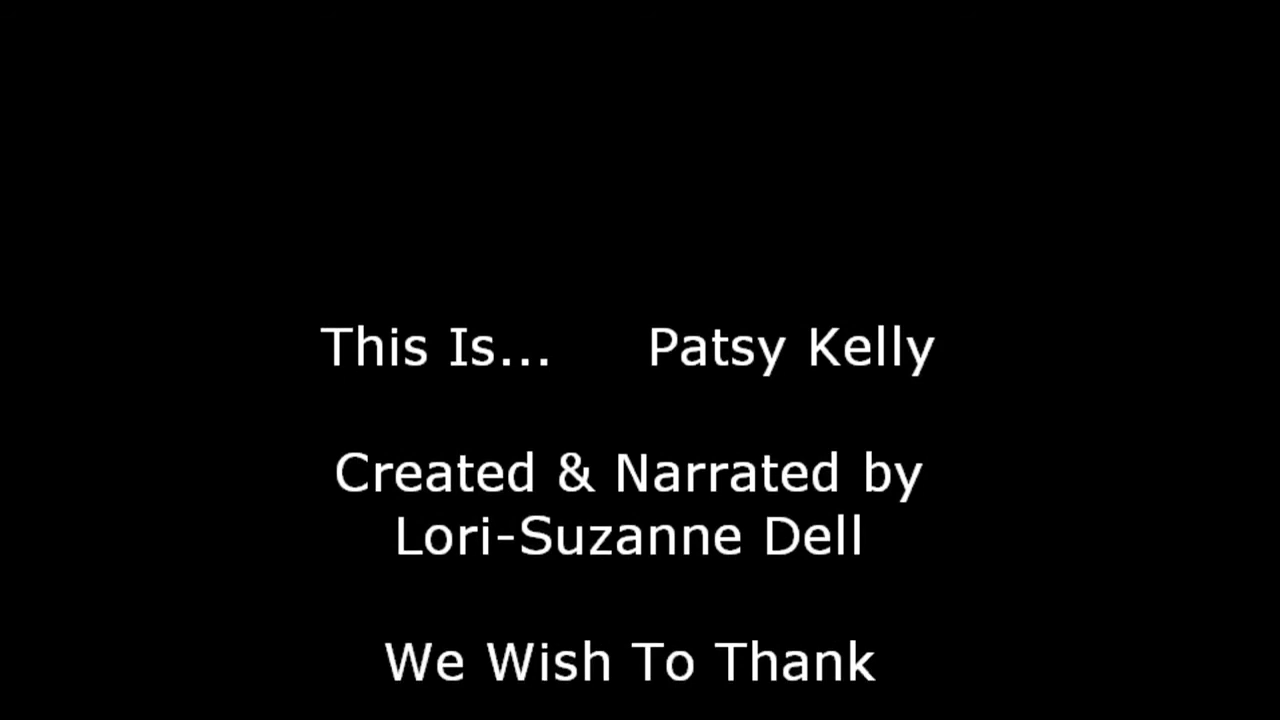 This Is... Patsy Kelly
Created & Narrated by
Lori-Suzanne Dell
We Wish To Thank